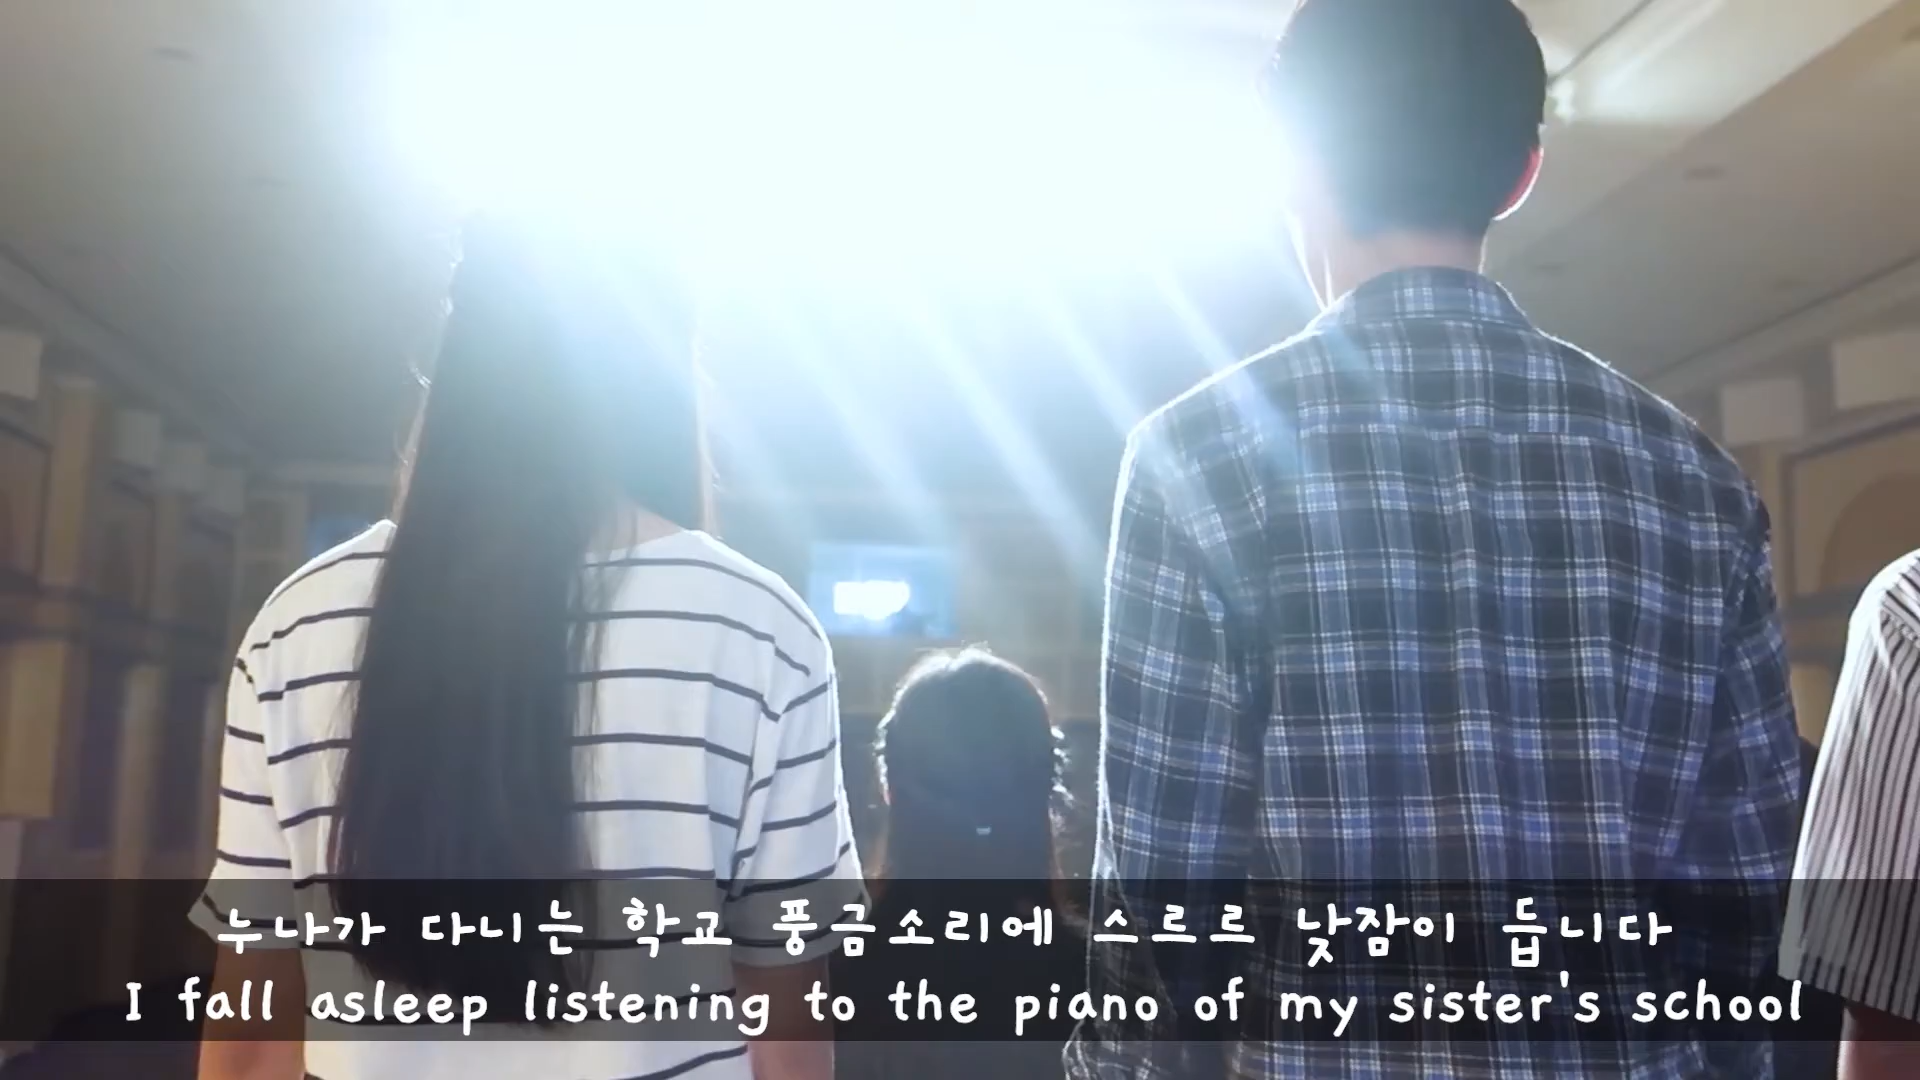 누나가 다니는 학교 풍금소리에 스르르 낮잠이 듭니다
I fall asleep listening to the piano of my sister's school